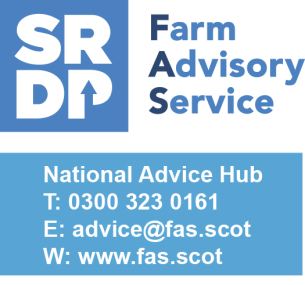 SR
DP
Farm
Advisory
Service
National Advice Hub
T: 0300 323 0161
E: advice@fas.scot
W: www.fas.scot